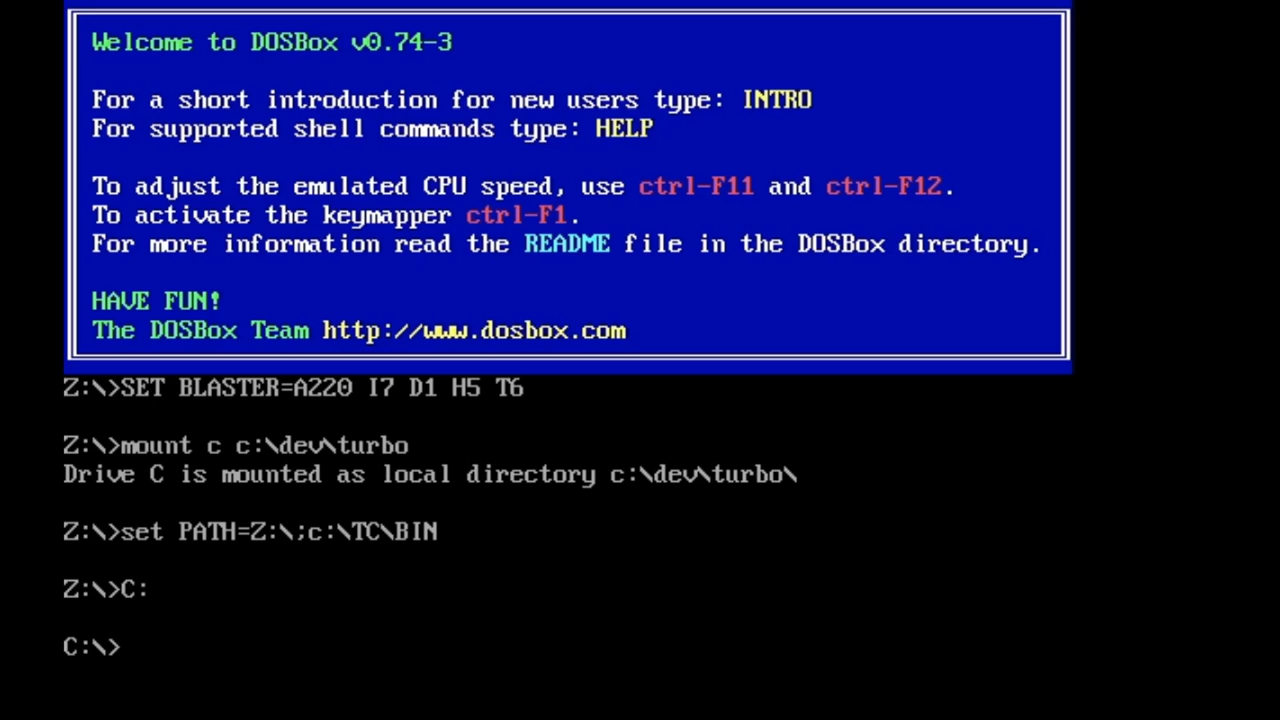 Welcome to DOSBox v0.74-3
For a short introduction for new users type: INTRO
For supported shell commands type: HELP
To adjust the emulated CPU speed, use ctrl-F11 and ctrl-F12.
To activate the keymapper ctrl-F1.
For more information read the README file in the DOSBox directory.
HAVE FUN!
The DOSBox Team http://www.dosbox.com
Z:\>SET BLASTER=A220 I7 D1 H5 T6
Z:\>mount c c:\dev\turbo
Drive C is mounted as local directory c:\dev\turbo\
Z:\>set PATH=Z:\;c:\TC\BIN
Z:\>C:
C:\>